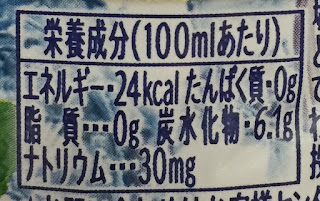 栄養成分(100mlあたり)
エネルギー･･24kcal たんぱく質･･0g
脂 質･･･0g 炭水化物･･6.1g
ナトリウム･･･30mg